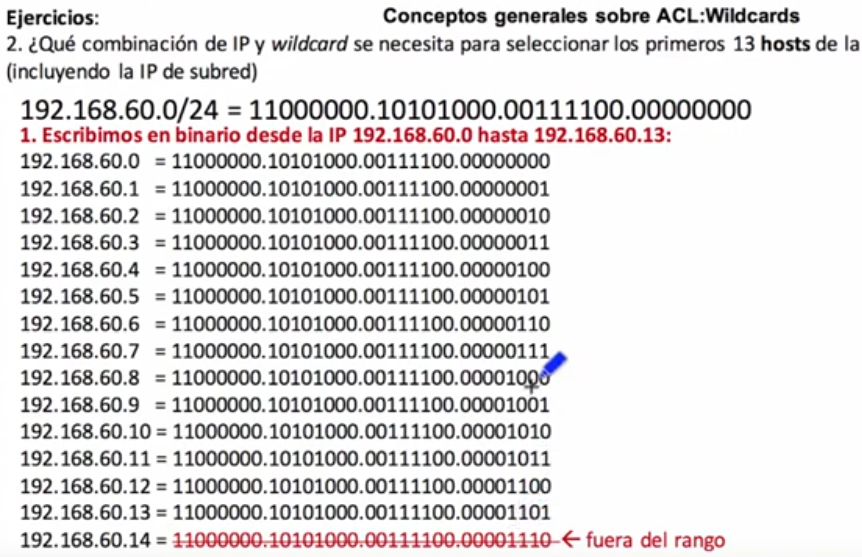 Ejercicios: Conceptos generales sobre ACL:Wildcards
2. ¿Qué combinación de IP y wildcard se necesita para seleccionar los primeros 13 hosts de la
(incluyendo la IP de subred)
192.168.60.0/24 = 11000000.10101000.00111100.00000000
1. Escribimos en binario desde la IP 192.168.60.0 hasta 192.168.60.13:
192.168.60.0 = 11000000.10101000.00111100.00000000
192.168.60.1 = 11000000.10101000.00111100.00000001
192.168.60.2 = 11000000.10101000.00111100.00000010
192.168.60.3 = 11000000.10101000.00111100.00000011
192.168.60.4 = 11000000.10101000.00111100.00000100
192.168.60.5 = 11000000.10101000.00111100.00000101
192.168.60.6 = 11000000.10101000.00111100.00000110
192.168.60.7 = 11000000.10101000.00111100.00000111
192.168.60.8 = 11000000.10101000.00111100.00001000
192.168.60.9 = 11000000.10101000.00111100.00001001
192.168.60.10 = 11000000.10101000.00111100.00001010
192.168.60.11 = 11000000.10101000.00111100.00001011
192.168.60.12 = 11000000.10101000.00111100.00001100
192.168.60.13 = 11000000.10101000.00111100.00001101
192.168.60.14 = 11000000.10101000.00111100.00001110 ← fuera del rango